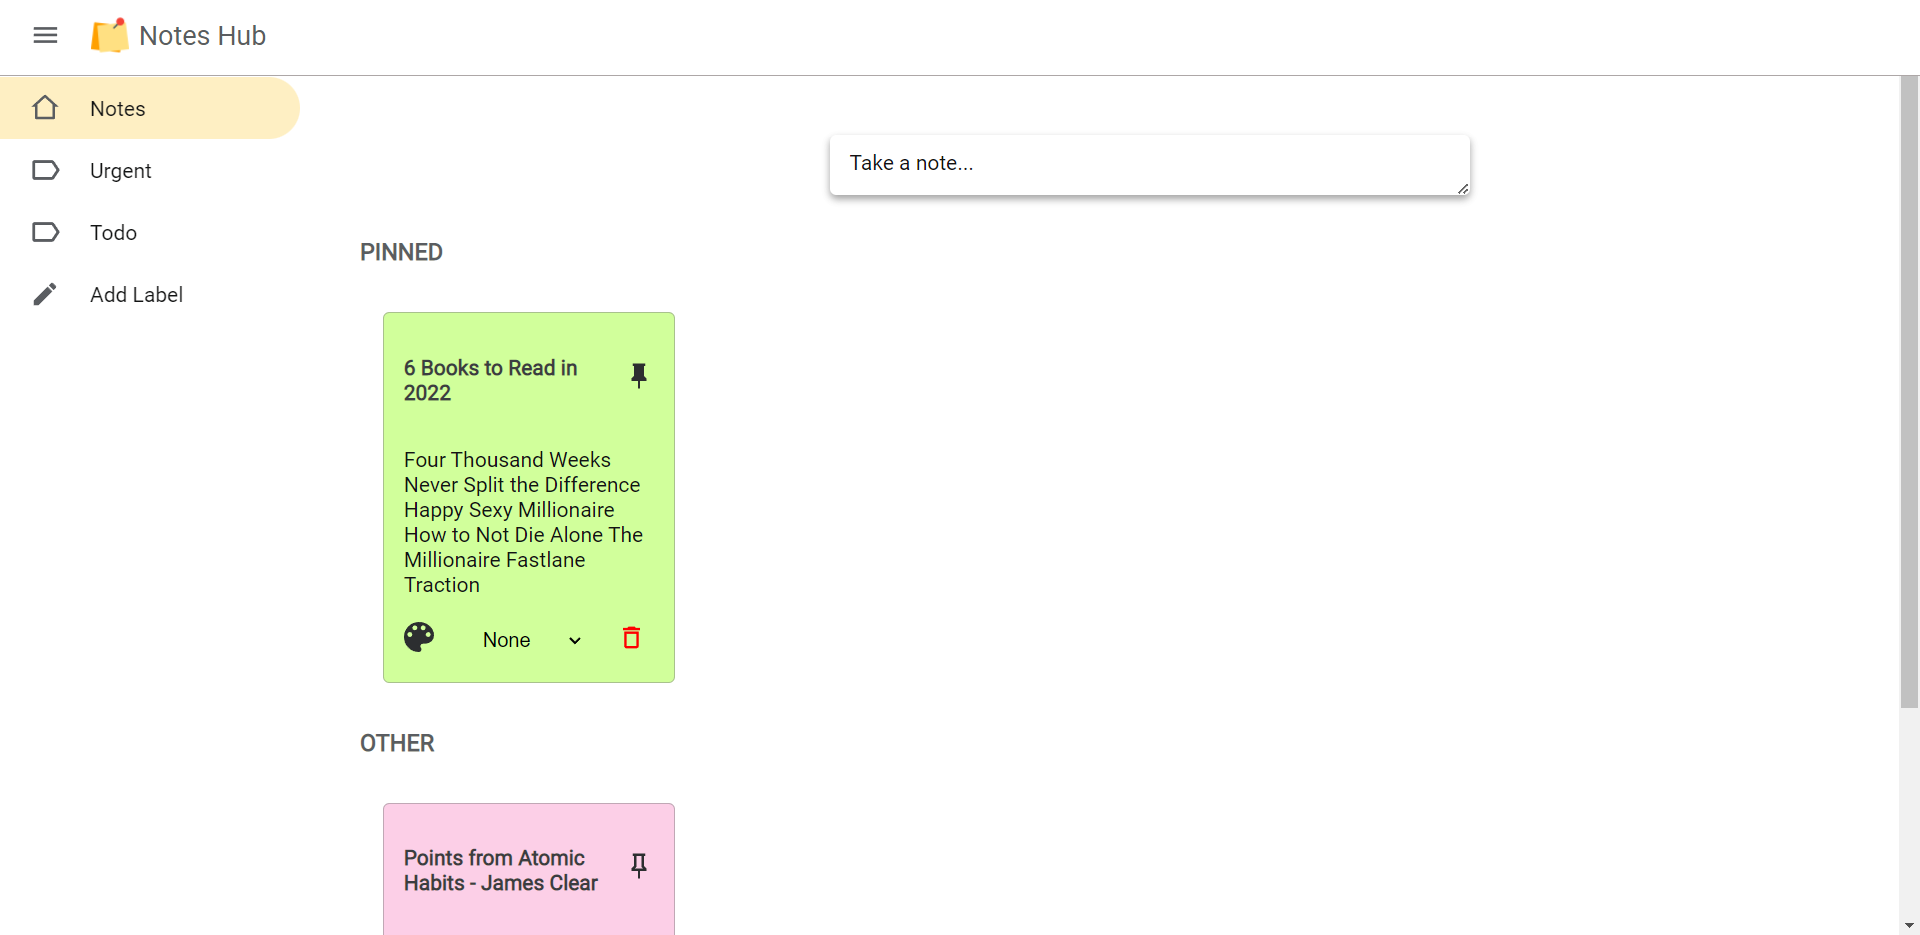 Notes Hub
Notes
Urgent
Todo
Add Label
Take a note...
PINNED
6 Books to Read in
2022
Four Thousand Weeks
Never Split the Difference
Happy Sexy Millionaire
How to Not Die Alone The
Millionaire Fastlane
Traction
None
OTHER
Points from Atomic
Habits - James Clear